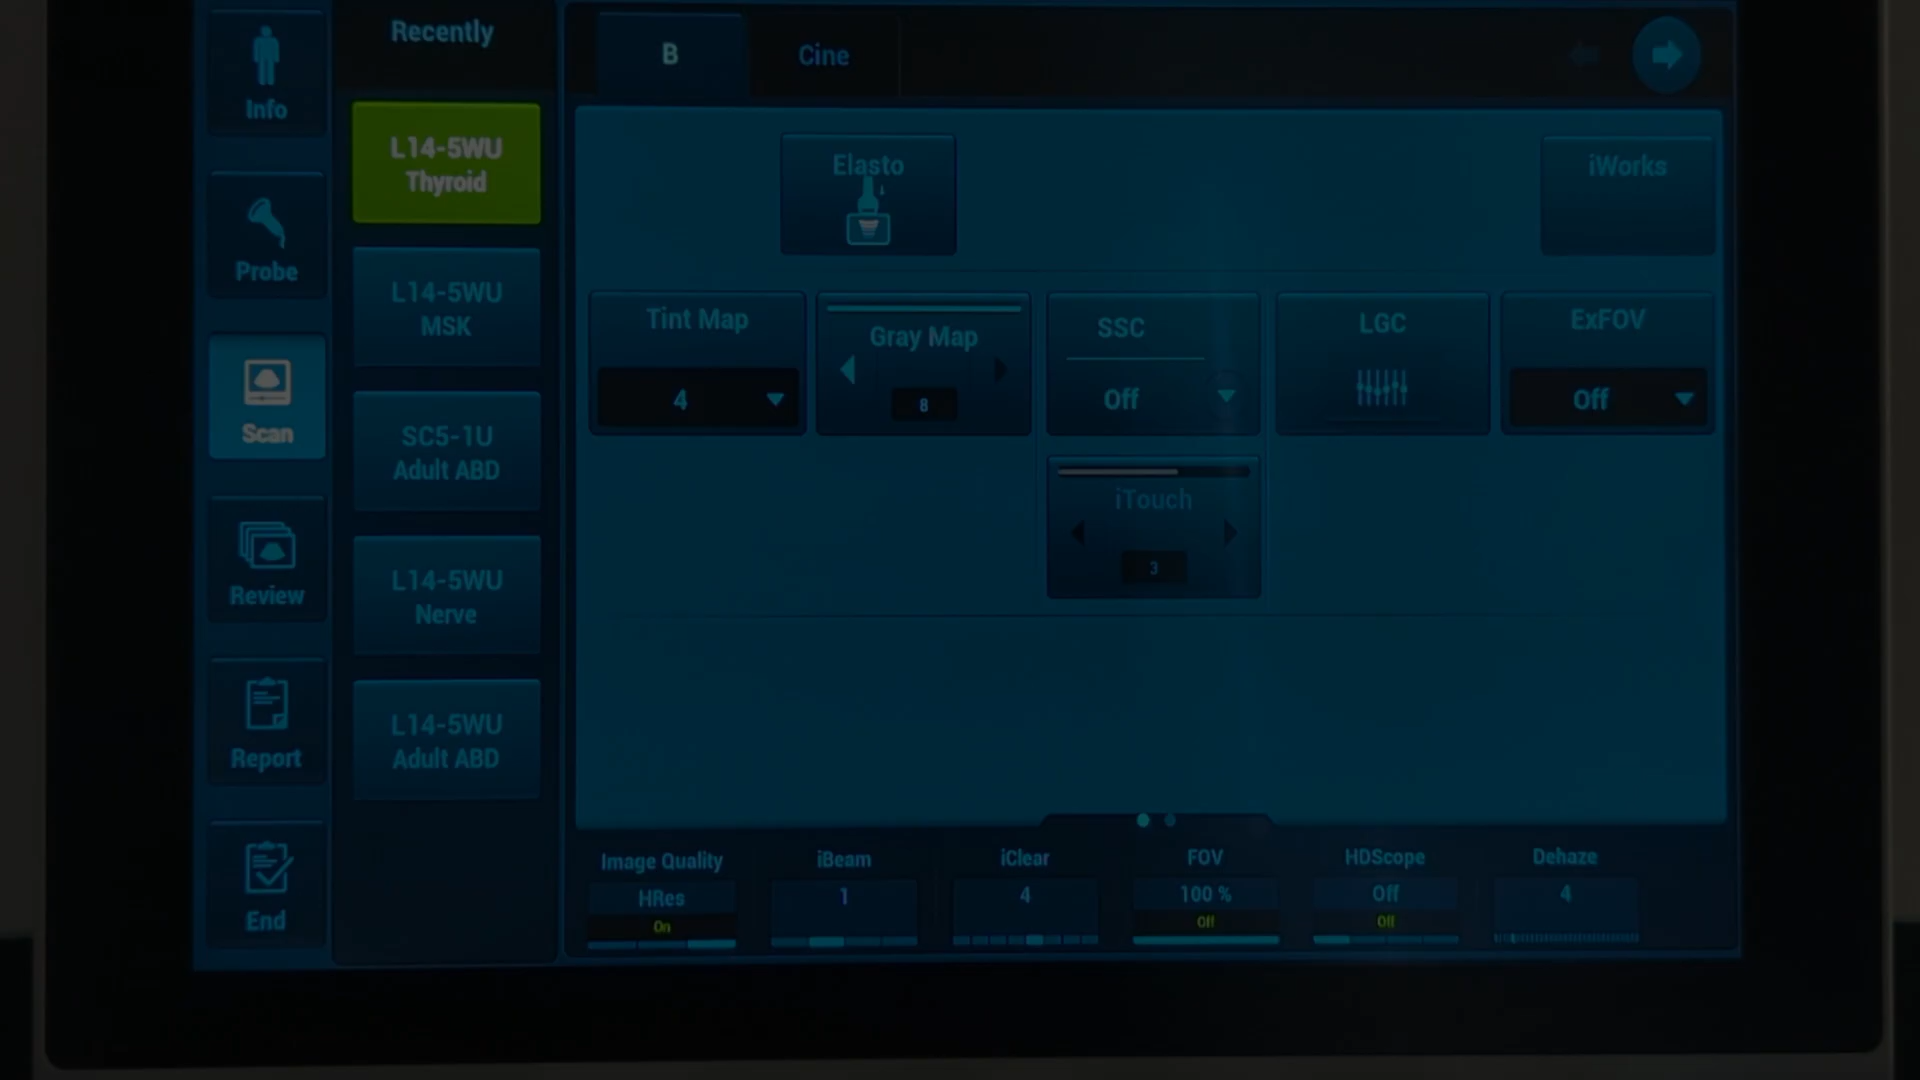 Info
Probe
Scan
Review
Report
End
Recently
L14-5WU
Thyroid
L14-5WU
MSK
SC5-1U
Adult ABD
L14-5WU
Nerve
L14-5WU
Adult ABD
B
Cine
Elasto
iWorks
Tint Map
4
Gray Map
8
SSC
Off
LGC
ExFOV
Off
iTouch
3
Image Quality
HRes
On
iBeam
1
iClear
4
FOV
100 %
Off
HDScope
Off
Off
Dehaze
4